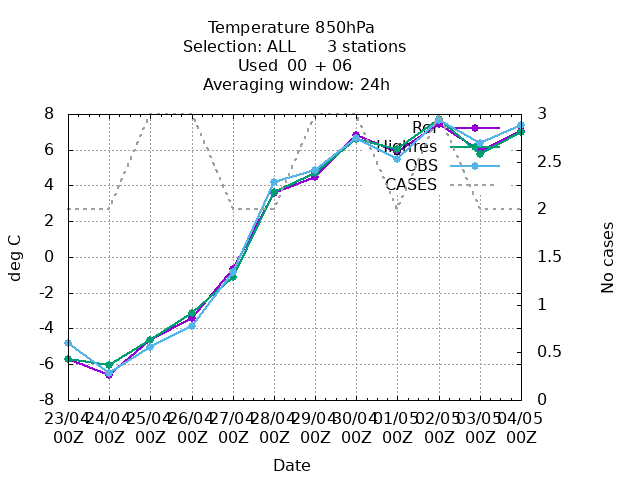 Temperature 850hPa
Selection: ALL 3 stations
Used 00 + 06
Averaging window: 24h
8 3
6 2.5
4 2
2 1.5
0 1
-2 0.5
-4 0
-6
-8
deg C
No cases
Ref
Highres
OBS
CASES
23/04 24/04 25/04 26/04 27/04 28/04 29/04 30/04 01/05 02/05 03/05 04/05
00Z 00Z 00Z 00Z 00Z 00Z 00Z 00Z 00Z 00Z 00Z 00Z
Date